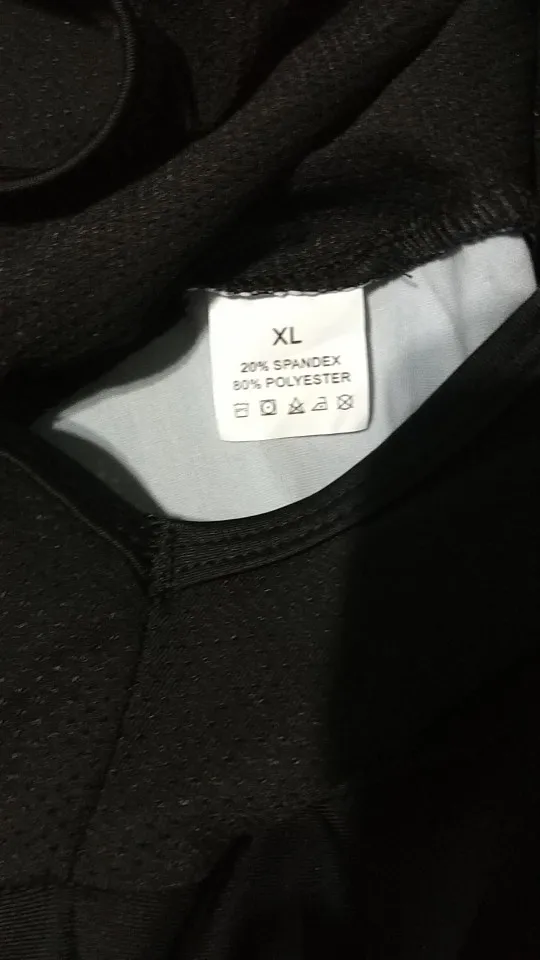 XL
20% SPANDEX
80% POLYESTER